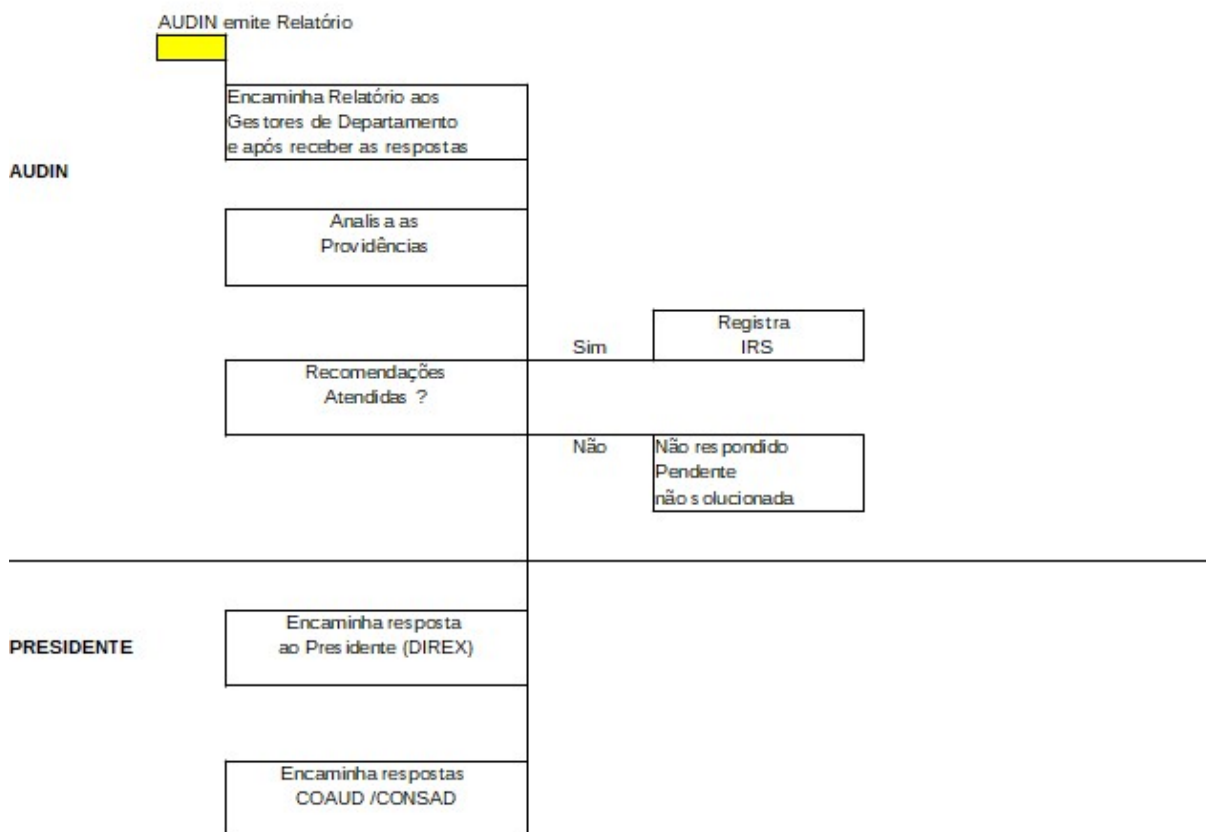 AUDIN emite Relatório
Encaminha Relatório aos
Gestores de Departamento
e após receber as respostas
AUDIN
Analisa as
Providências
Registra
Sim IRS
Recomendações
Atendidas ?
Não Não respondido
Pendente
não solucionada
Encaminha resposta
PRESIDENTE ao Presidente (DIREX)
Encaminha respostas
COAUD /CONSAD